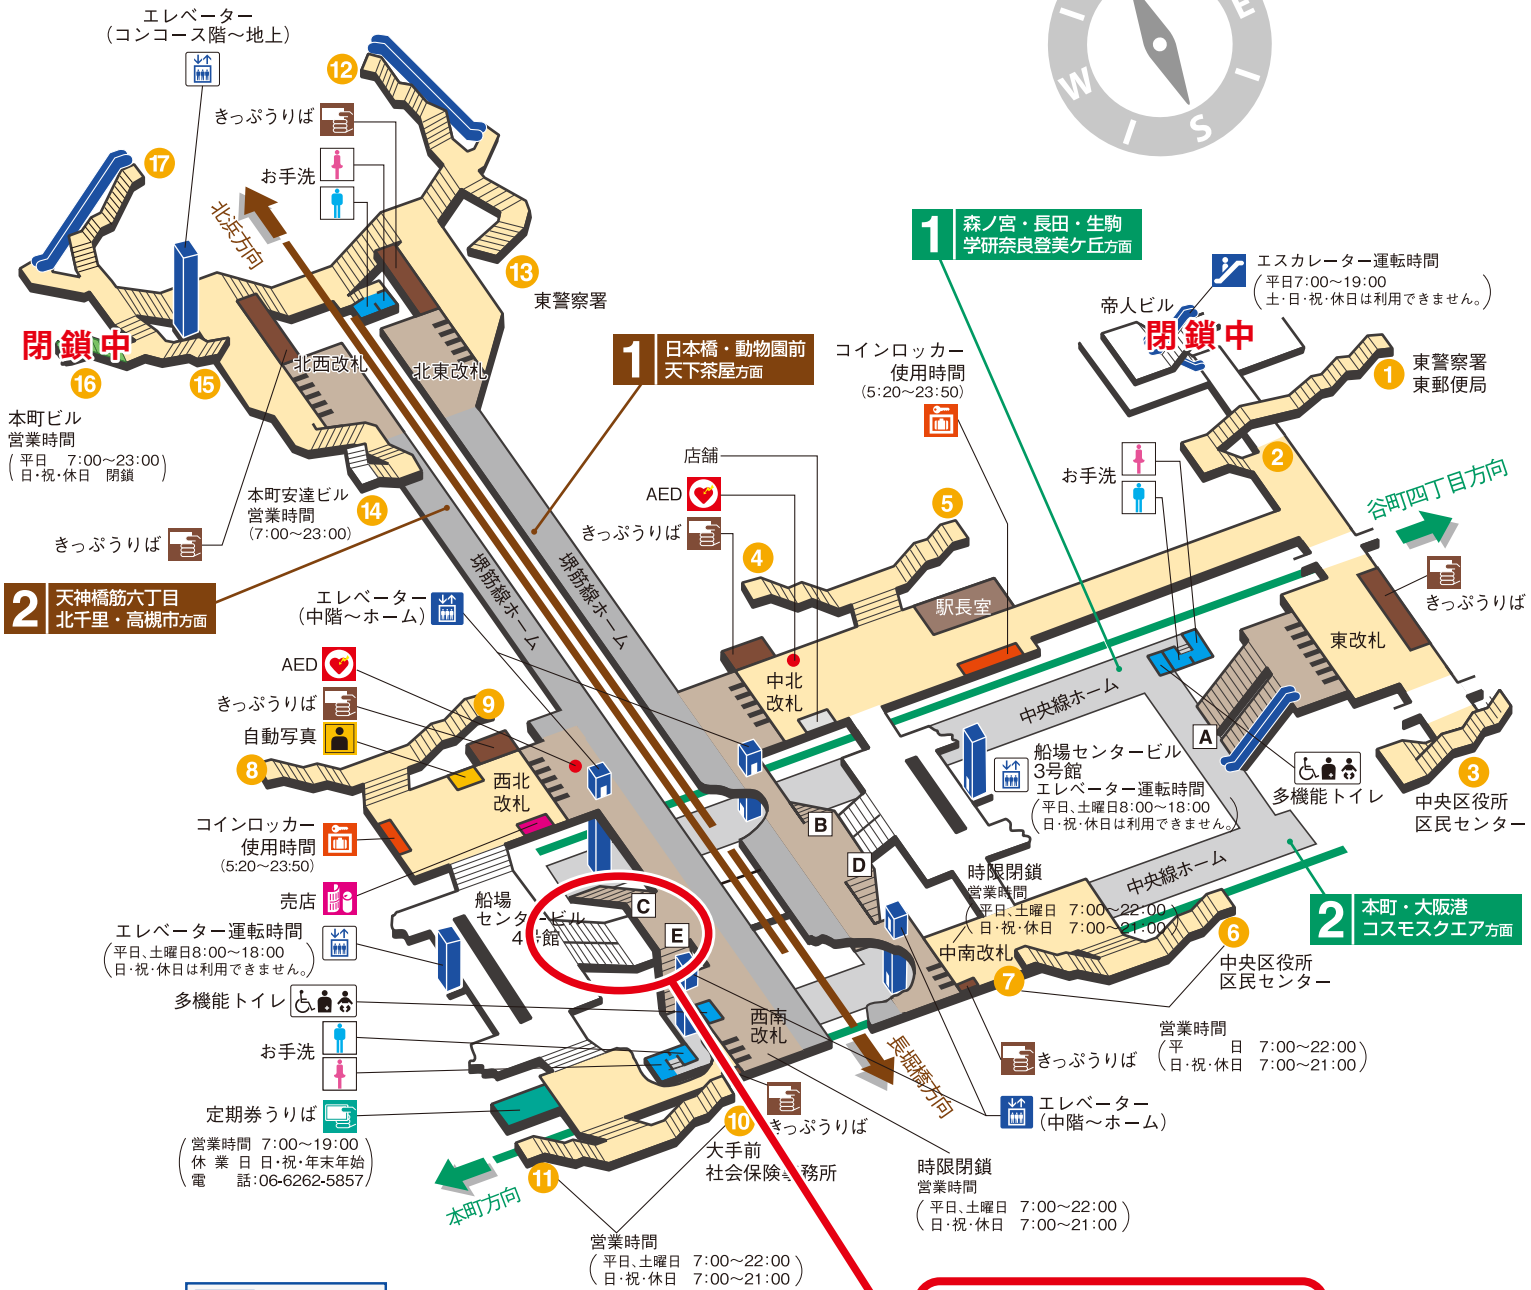 エレベーター
(コンコース階～地上)
12
きっぷうりば
17
お手洗
北浜方向
13
東警察署
E
W
S
1 森ノ宮・長田・生駒
学研奈良登美ケ丘方面
エスカレーター運転時間
(平日7:00～19:00
土・日・祝・休日は利用できません。)
帝人ビル
閉鎖中
閉鎖中
16
15
北西改札
北東改札
1 日本橋・動物園前
天下茶屋方面
コインロッカー
使用時間
(5:20～23:50)
1
東警察署
東郵便局
本町ビル
営業時間
(平日 7:00～23:00
日・祝・休日 閉鎖)
2
お手洗
店舗
AED
きっぷうりば
5
谷町四丁目方向
本町安達ビル
営業時間
(7:00～23:00)
14
きっぷうりば
4
堺筋線ホーム
堺筋線ホーム
2 天神橋筋六丁目
北千里・高槻市方面
エレベーター
(中階～ホーム)
駅長室
きっぷうりば
東改札
AED
きっぷうりば
自動写真
9
8
中北
改札
中央線ホーム
A
西北
改札
船場センタービル
3号館
エレベーター運転時間
(平日、土曜日8:00～18:00
日・祝・休日は利用できません。)
多機能トイレ
3
中央区役所
区民センター
コインロッカー
使用時間
(5:20～23:50)
B
D
時限閉鎖
営業時間
(平日、土曜日 7:00～22:00
日・祝・休日 7:00～21:00)
中央線ホーム
売店
船場
センタービル
4号館
C
E
2 本町・大阪港
コスモスクエア方面
エレベーター運転時間
(平日、土曜日8:00～18:00
日・祝・休日は利用できません。)
中南改札
7
6
中央区役所
区民センター
多機能トイレ
お手洗
西南
改札
長堀橋方向
きっぷうりば
営業時間
(平 日 7:00～22:00
日・祝・休日 7:00～21:00)
定期券うりば
(営業時間 7:00～19:00
休業日 日・祝・年末年始
電 話:06-6262-5857)
きっぷうりば
10
大手前
社会保険事務所
エレベーター
(中階～ホーム)
11
本町方向
時限閉鎖
営業時間
(平日、土曜日 7:00～22:00
日・祝・休日 7:00～21:00)
営業時間
(平日、土曜日 7:00～22:00
日・祝・休日 7:00～21:00)